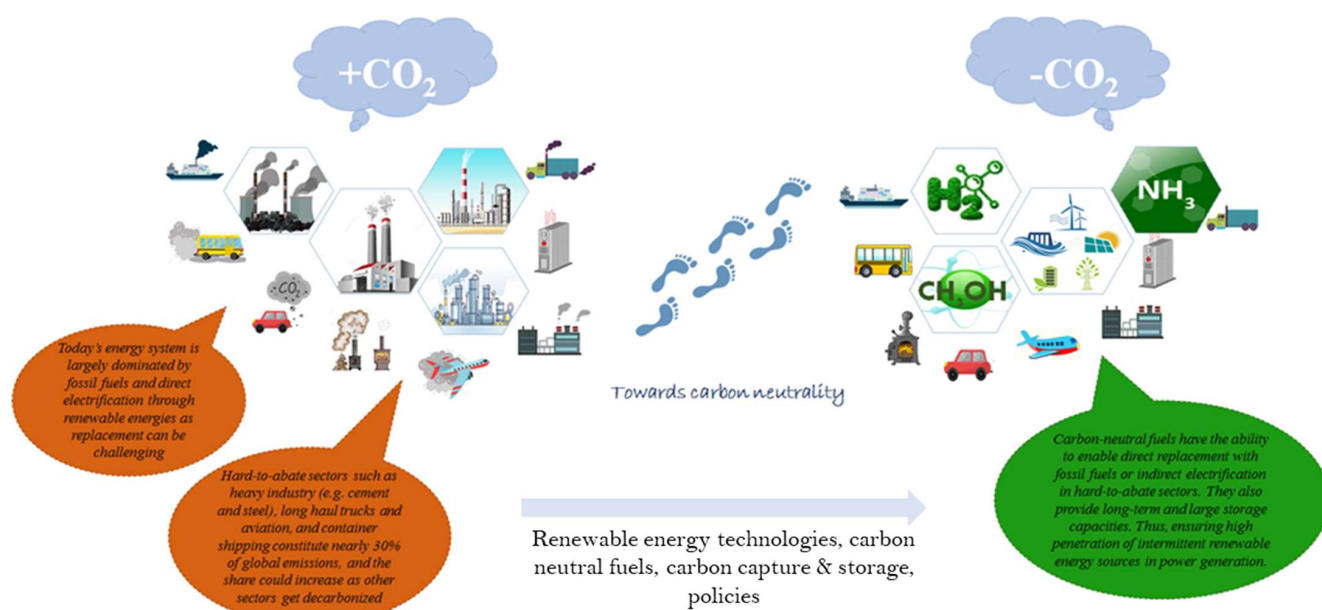 +CO₂
-CO₂
H₂
NH₃
CH₃OH
CO₂
Today's energy system is
largely dominated by
fossil fuels and direct
electrification through
renewable energies as
replacement can be
challenging
Towards carbon neutrality
Hard-to-abate sectors such as
heavy industry (e.g. cement
and steel), long haul trucks and
aviation, and container
shipping constitute nearly 30%
of global emissions, and the
share could increase as other
sectors get decarbonized
Renewable energy technologies, carbon
neutral fuels, carbon capture & storage,
policies
Carbon-neutral fuels have the ability
to enable direct replacement with
fossil fuels or indirect electrification
in hard-to-abate sectors. They also
provide long-term and large storage
capacities. Thus, ensuring high
penetration of intermittent renewable
energy sources in power generation.